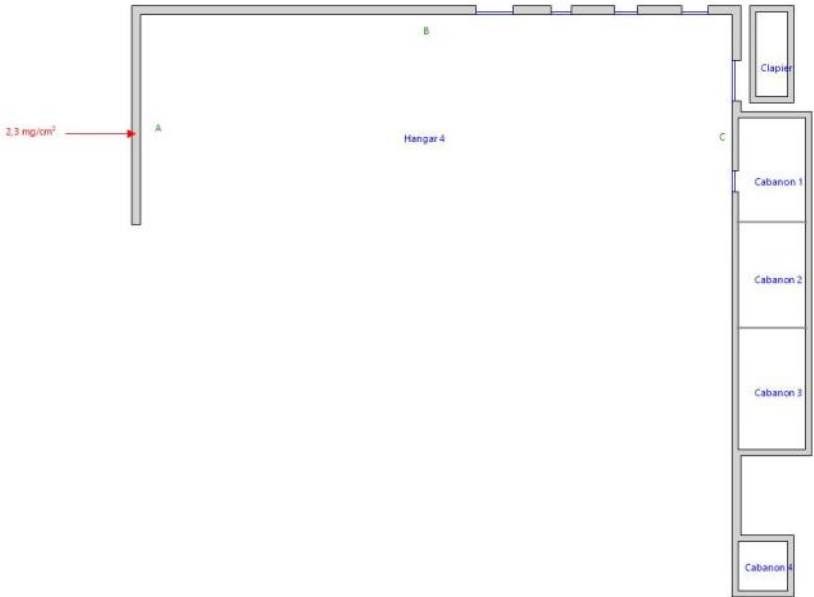 B
Clapier
2,3 mg/cm²
A
Hangar 4
C
Cabanon 1
Cabanon 2
Cabanon 3
Cabanon 4